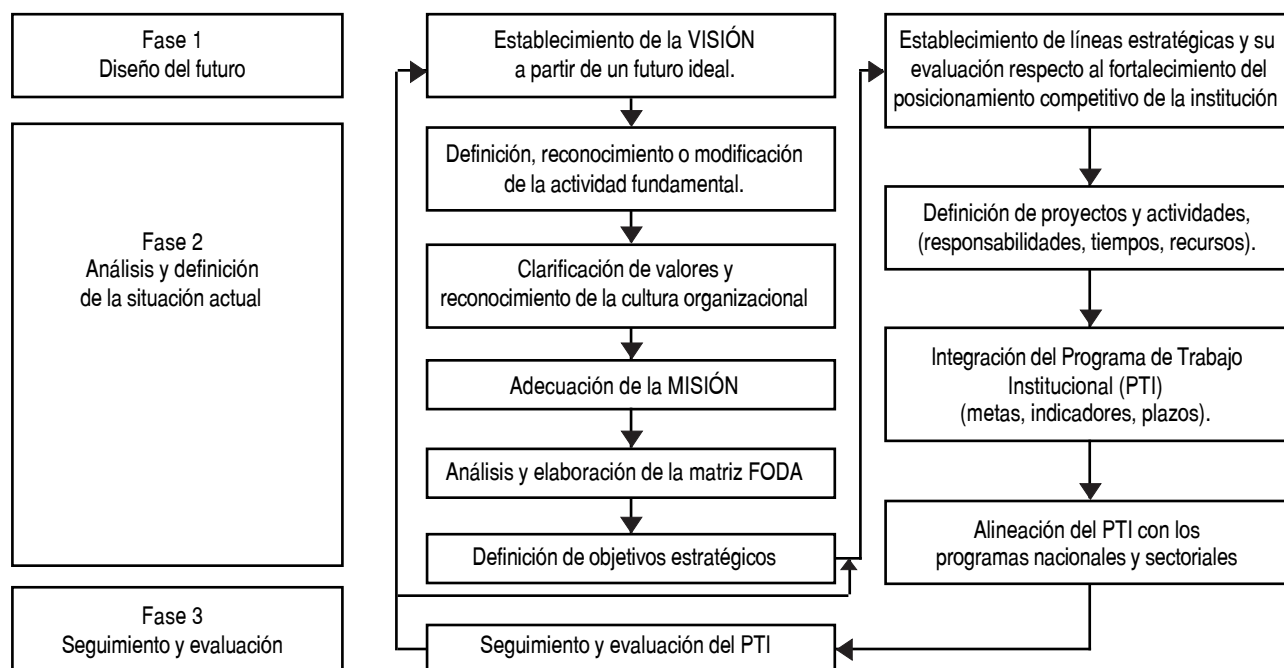 Fase 1
Diseño del futuro
Fase 2
Análisis y definición
de la situación actual
Fase 3
Seguimiento y evaluación
Establecimiento de la VISIÓN
a partir de un futuro ideal.
Definición, reconocimiento o modificación
de la actividad fundamental.
Clarificación de valores y
reconocimiento de la cultura organizacional
Adecuación de la MISIÓN
Análisis y elaboración de la matriz FODA
Definición de objetivos estratégicos
Seguimiento y evaluación del PTI
Establecimiento de líneas estratégicas y su
evaluación respecto al fortalecimiento del
posicionamiento competitivo de la institución
Definición de proyectos y actividades,
(responsabilidades, tiempos, recursos).
Integración del Programa de Trabajo
Institucional (PTI)
(metas, indicadores, plazos).
Alineación del PTI con los
programas nacionales y sectoriales